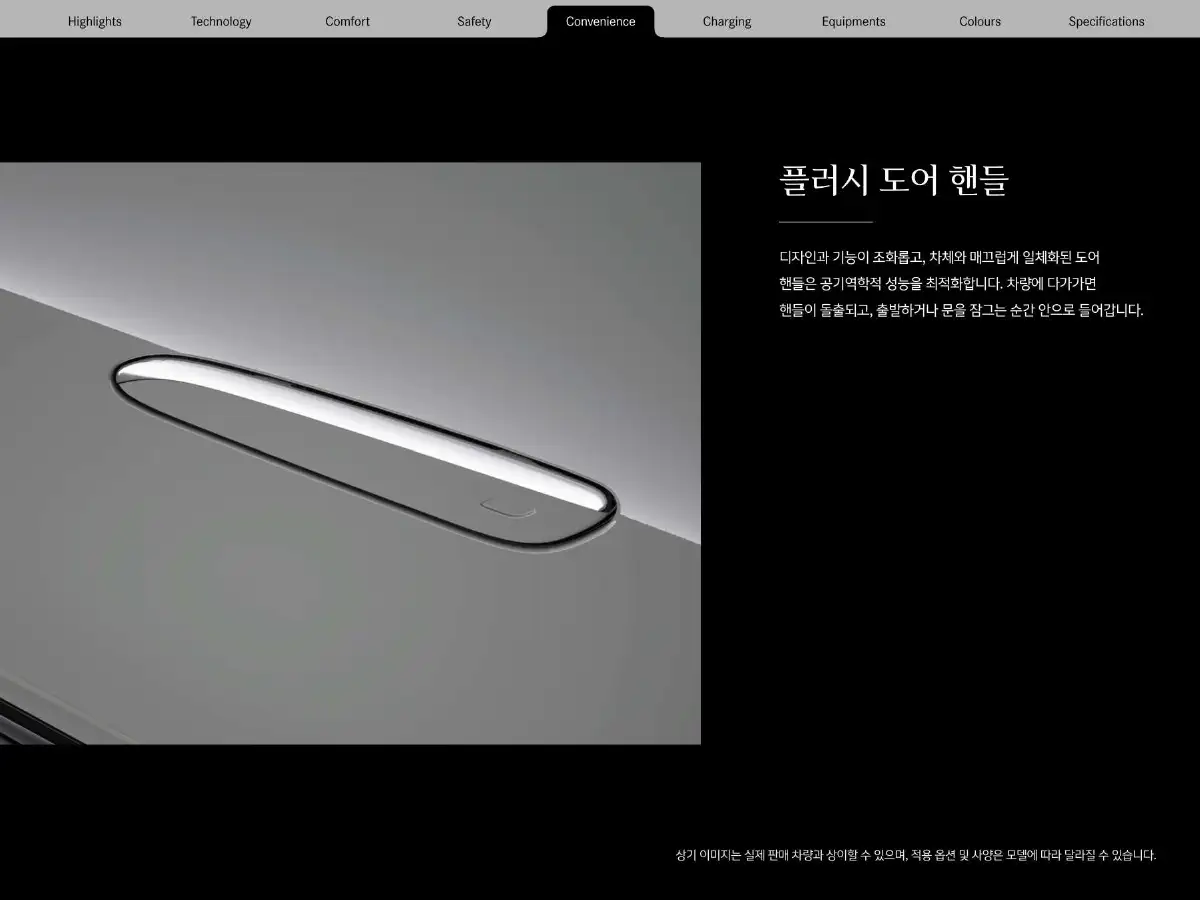 Highlights
Technology
Comfort
Safety
Convenience
Charging
Equipments
Colours
Specifications
플러시 도어 핸들
디자인과 기능이 조화롭고, 차체와 매끄럽게 일체화된 도어
핸들은 공기역학적 성능을 최적화합니다. 차량에 다가가면
핸들이 돌출되고, 출발하거나 문을 잠그는 순간 안으로 들어갑니다.
상기 이미지는 실제 판매 차량과 상이할 수 있으며, 적용 옵션 및 사양은 모델에 따라 달라질 수 있습니다.